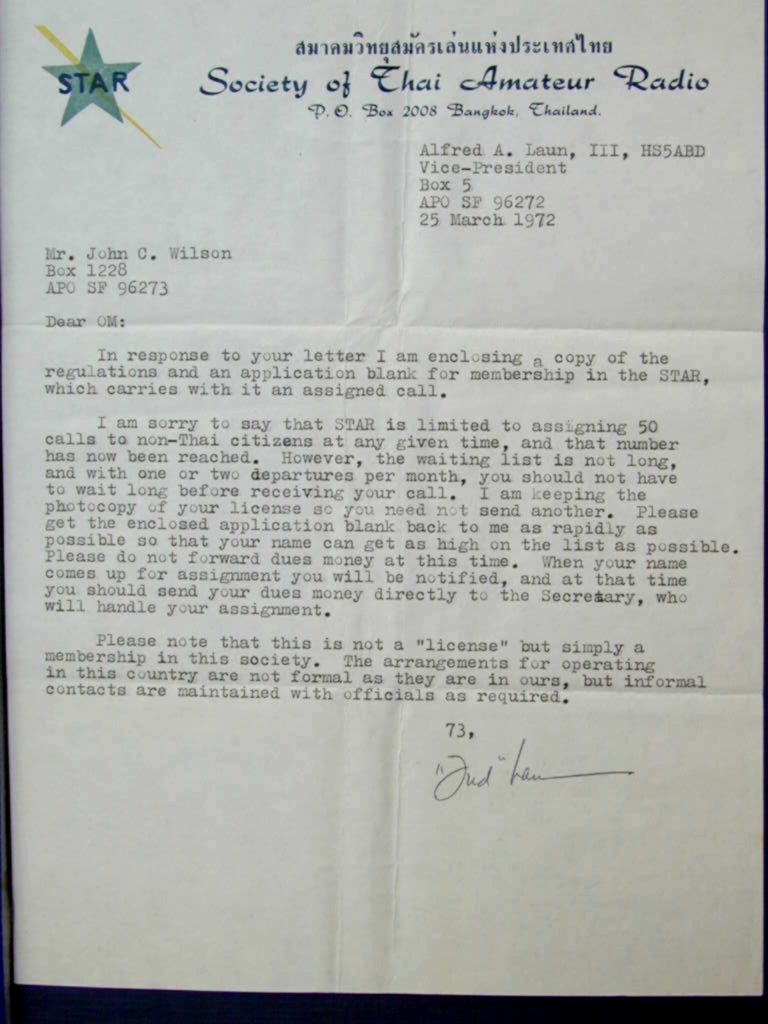 STAR
สมาคมวิทยุสมัครเล่นแห่งประเทศไทย
Society of Thai Amateur Radio
P. O. Box 2008 Bangkok, Thailand.
Alfred A. Laun, III, HS5ABD
Vice-President
Box 5
APO SF 96272
25 March 1972
Mr. John C. Wilson
Box 1228
APO SF 96273
Dear OM:
In response to your letter I am enclosing a copy of the
regulations and an application blank for membership in the STAR,
which carries with it an assigned call.
I am sorry to say that STAR is limited to assigning 50
calls to non-Thai citizens at any given time, and that number
has now been reached. However, the waiting list is not long,
and with one or two departures per month, you should not have
to wait long before receiving your call. I am keeping the
photocopy of your license so you need not send another. Please
get the enclosed application blank back to me as rapidly as
possible so that your name can get as high on the list as possible.
Please do not forward dues money at this time. When your name
comes up for assignment you will be notified, and at that time
you should send your dues money directly to the Secretary, who
will handle your assignment.
Please note that this is not a "license" but simply a
membership in this society. The arrangements for operating
in this country are not formal as they are in ours, but informal
contacts are maintained with officials as required.
73,
"Jud" Laun